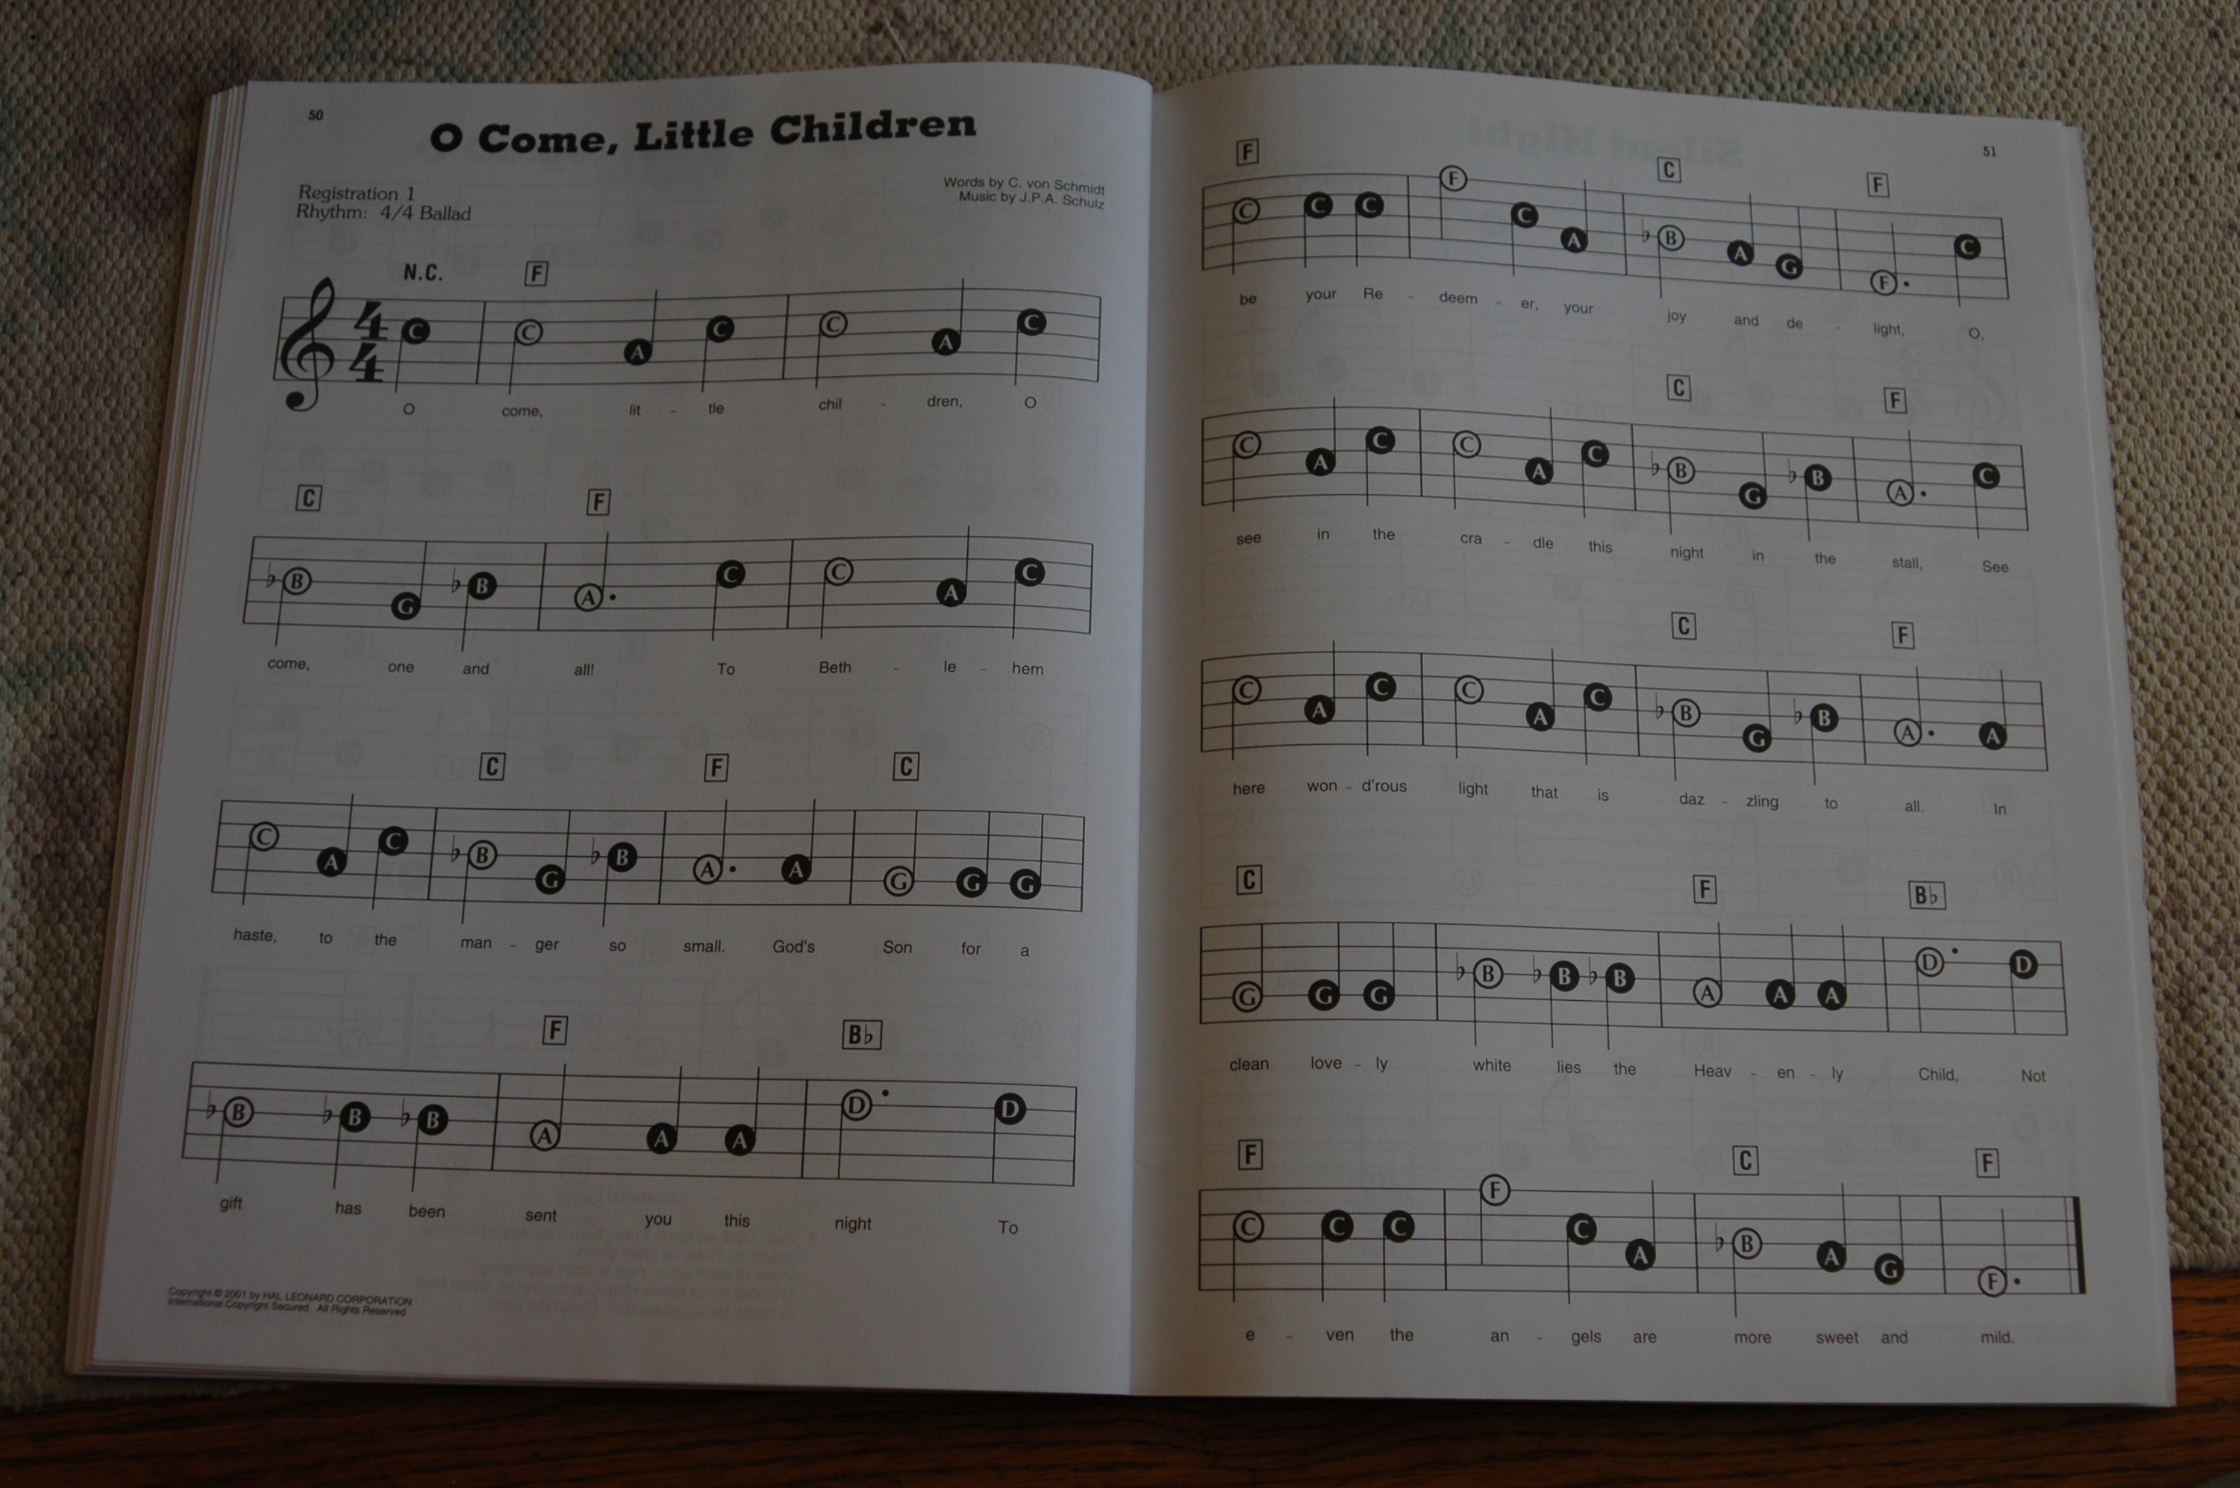 50
O Come, Little Children
Registration 1
Rhythm: 4/4 Ballad
Words by C. von Schmidt
Music by J.P.A. Schulz
N.C. F
4 4 C C A C C A C
O come, lit - tle chil - dren, O
C F
♭B G ♭B A. C C A C
come, one and all! To Beth - le - hem
C F C
C A C ♭B G ♭B A. A G G G
haste, to the man - ger so small. God's Son for a
F B♭
♭B ♭B ♭B A A A D. D
gift has been sent you this night To
Copyright © 2001 by HAL LEONARD CORPORATION
International Copyright Secured All Rights Reserved
51
F C F
C C C F C A ♭B A G F. C
be your Re - deem - er, your joy and de - light, O,
C F
C A C C A C ♭B G ♭B A. C
see in the cra - dle this night in the stall, See
C F
C A C C A C ♭B G ♭B A. A
here won - d'rous light that is daz - zling to all. In
C F B♭
G G G ♭B ♭B ♭B A A A D. D
clean love - ly white lies the Heav - en - ly Child, Not
F C F
C C C F C A ♭B A G F.
e - ven the an - gels are more sweet and mild.